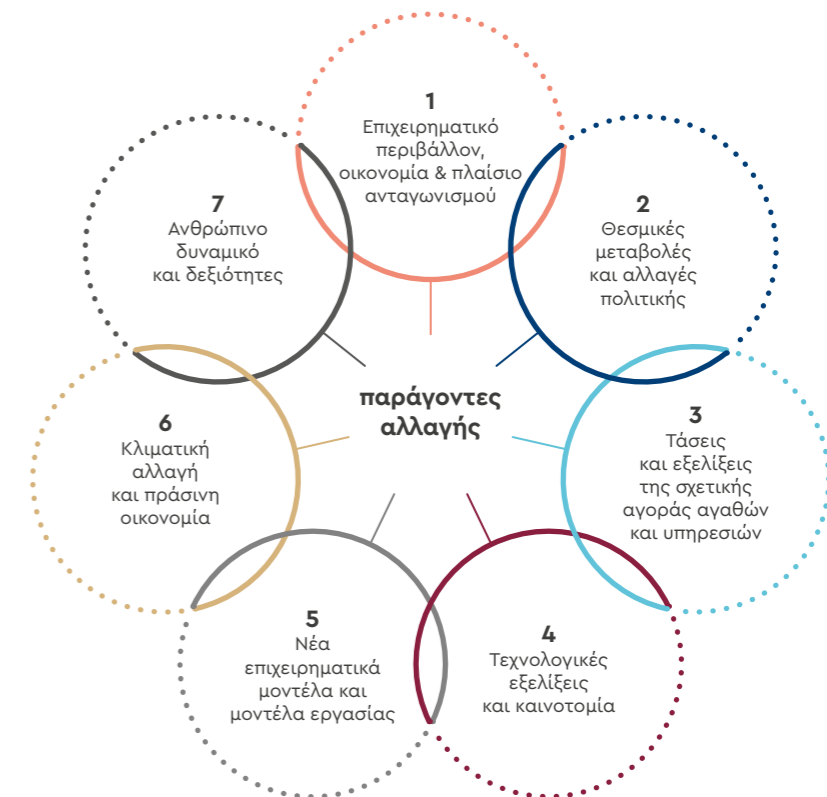 1
Επιχειρηματικό
περιβάλλον,
οικονομία & πλαίσιο
ανταγωνισμού
2
Θεσμικές
μεταβολές
και αλλαγές
πολιτικής
3
Τάσεις
και εξελίξεις
της σχετικής
αγοράς αγαθών
και υπηρεσιών
4
Τεχνολογικές
εξελίξεις
και καινοτομία
5
Νέα
επιχειρηματικά
μοντέλα και
μοντέλα εργασίας
6
Κλιματική
αλλαγή
και πράσινη
οικονομία
7
Ανθρώπινο
δυναμικό
και δεξιότητες
παράγοντες
αλλαγής